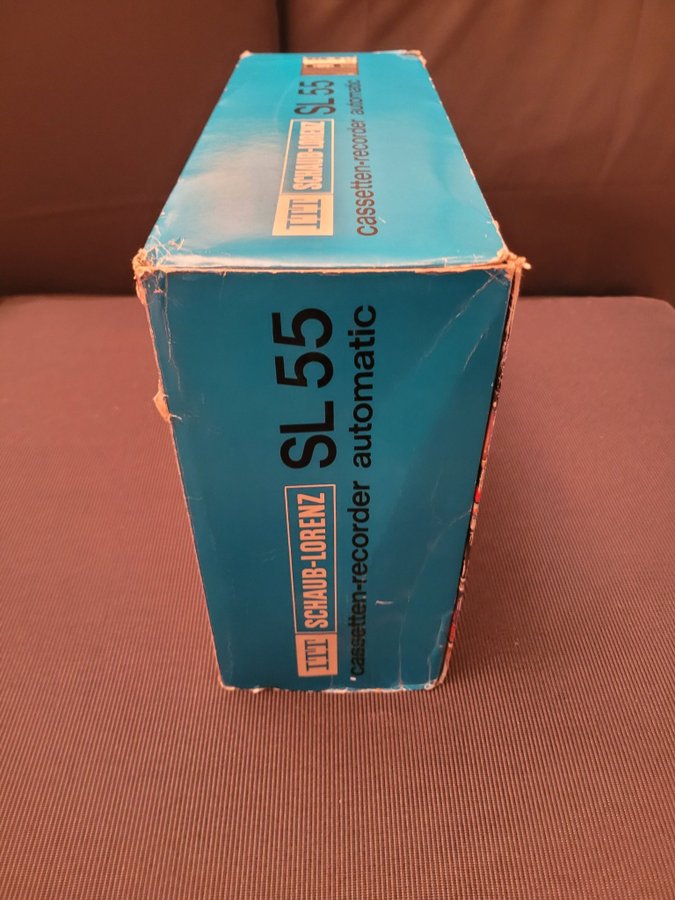 ITT SCHAUB-LORENZ SL 55
cassetten-recorder automatic
ITT SCHAUB-LORENZ SL 55
cassetten-recorder automatic